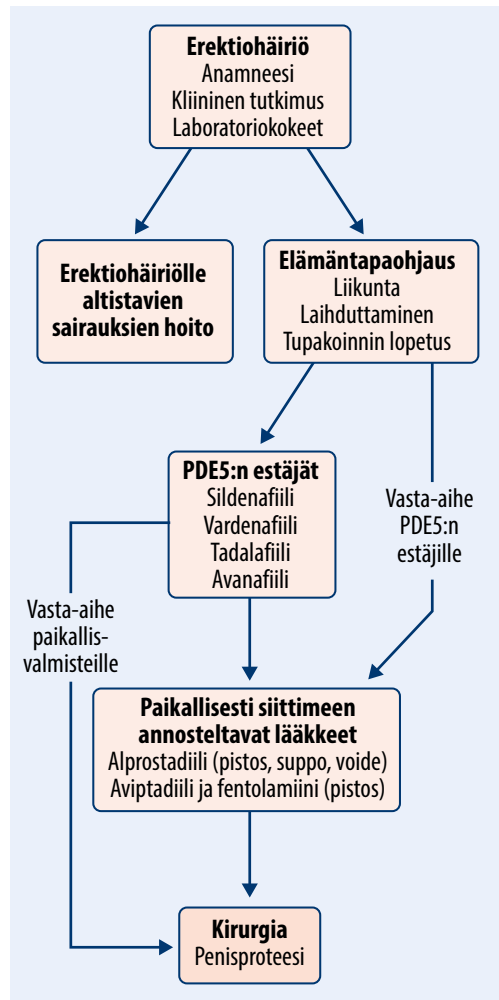 Erektiohäiriö
Anamneesi
Kliininen tutkimus
Laboratoriokokeet
Erektiohäiriölle
altistavien
sairauksien hoito
Elämäntapaohjaus
Liikunta
Laihduttaminen
Tupakoinnin lopetus
PDE5:n estäjät
Sildenafiili
Vardenafiili
Tadalafiili
Avanafiili
Vasta-aihe
PDE5:n
estäjille
Vasta-aihe
paikallis-
valmisteille
Paikallisesti siittimeen
annosteltavat lääkkeet
Alprostadiili (pistos, suppo, voide)
Aviptadiili ja fentolamiini (pistos)
Kirurgia
Penisproteesi